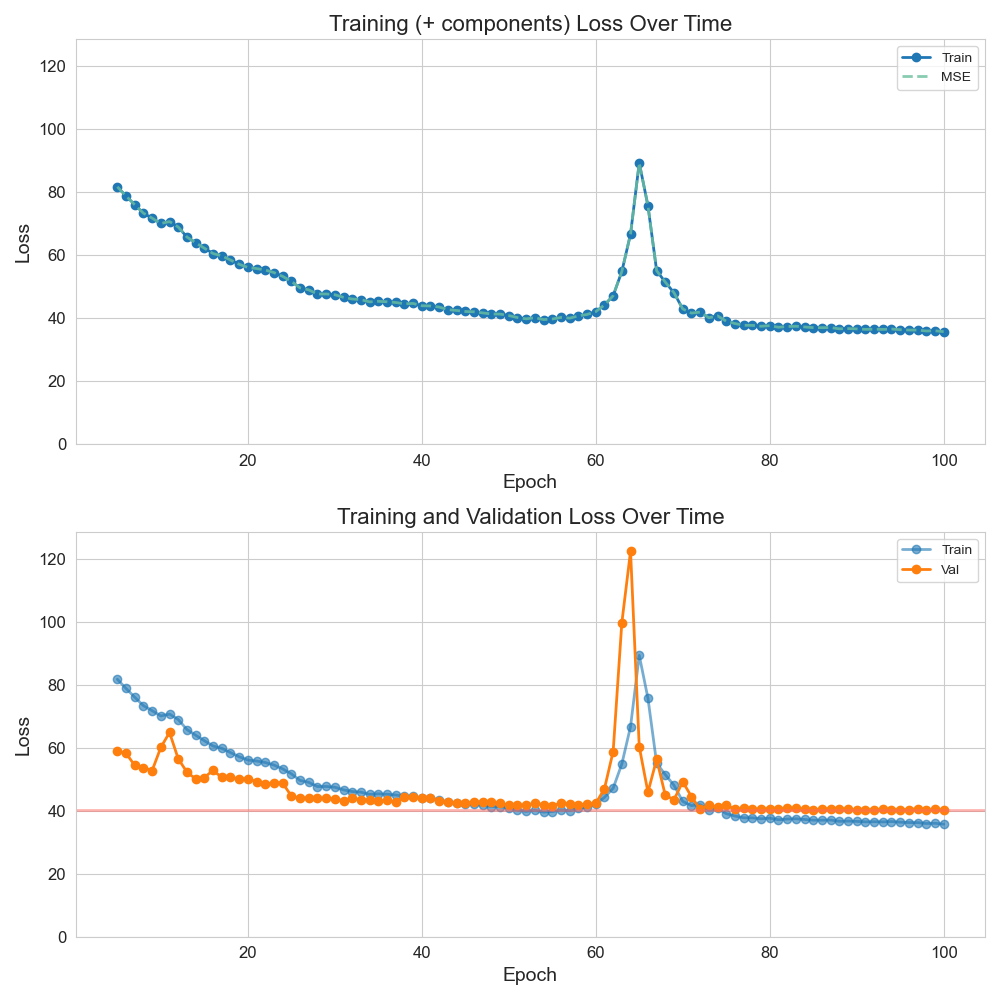 Training (+ components) Loss Over Time
Train
MSE
120
100
80
60
40
20
0
Loss
20 40 60 80 100
Epoch
Training and Validation Loss Over Time
Train
Val
120
100
80
60
40
20
0
Loss
20 40 60 80 100
Epoch